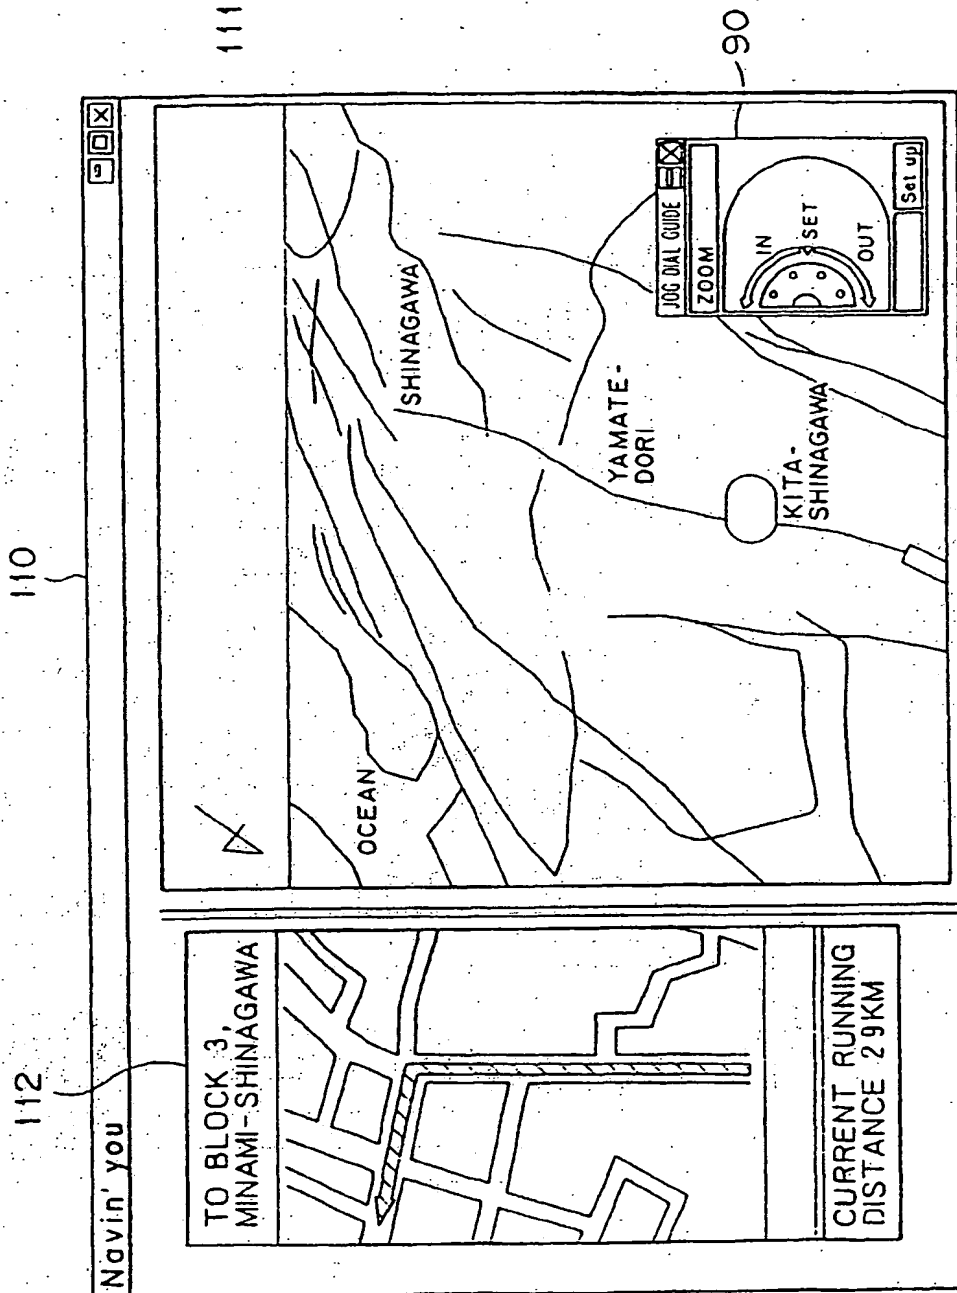 110
111
112
Navin' you
TO BLOCK 3,
MINAMI-SHINAGAWA
CURRENT RUNNING
DISTANCE 29KM
OCEAN
SHINAGAWA
YAMATE-
DORI
KITA-
SHINAGAWA
90
JOG DIAL GUIDE
ZOOM
IN
SET
OUT
Set up